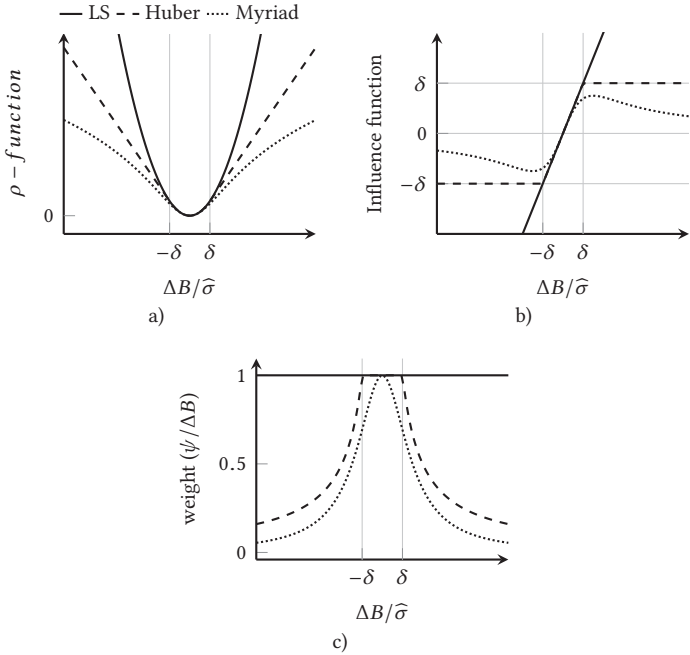 LS Huber Myriad
ρ − function
0
−δ δ
ΔB/σ̂
a)
Influence function
δ
0
−δ
−δ δ
ΔB/σ̂
b)
weight (ψ/ΔB)
1
0.5
0
−δ δ
ΔB/σ̂
c)